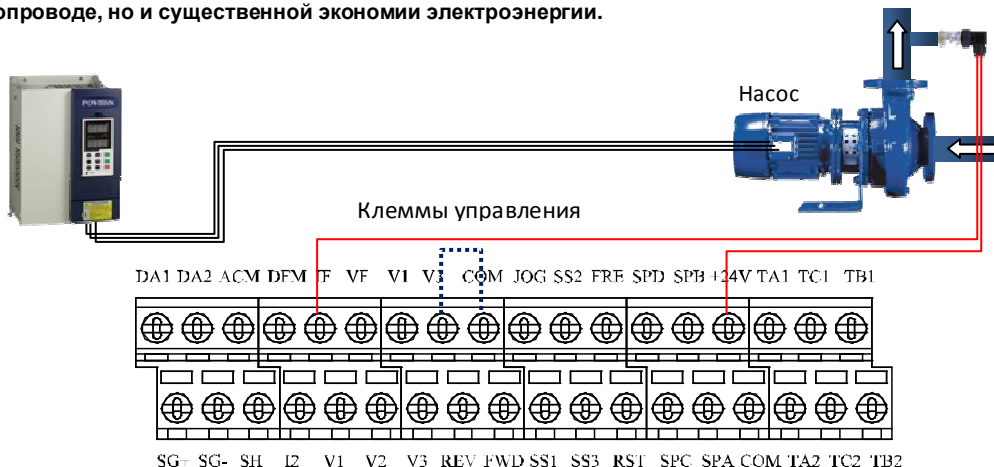 опроводе, но и существенной экономии электроэнергии.
POWTRAN
Насос
Клеммы управления
DA1 DA2 ACM DFM IF VF V1 V3 COM JOG SS2 FRE SPD SPB +24V TA1 TC1 TB1
SG+ SG- SH I2 V1 V2 V3 REV FWD SS1 SS3 RST SPC SPA COM TA2 TC2 TB2